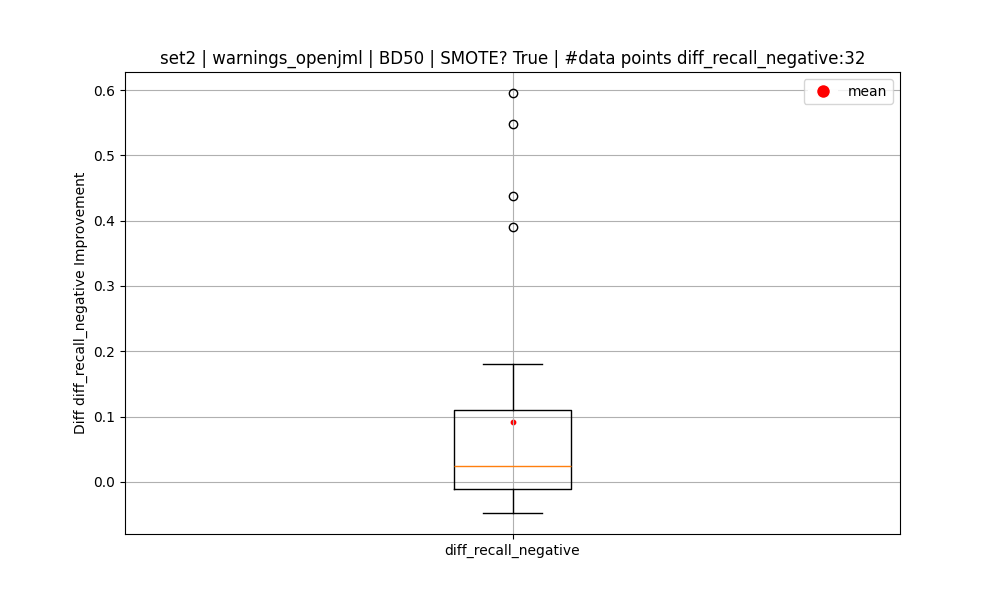 set2 | warnings_openjml | BD50 | SMOTE? True | #data points diff_recall_negative:32
mean
Diff diff_recall_negative Improvement
0.6
0.5
0.4
0.3
0.2
0.1
0.0
diff_recall_negative